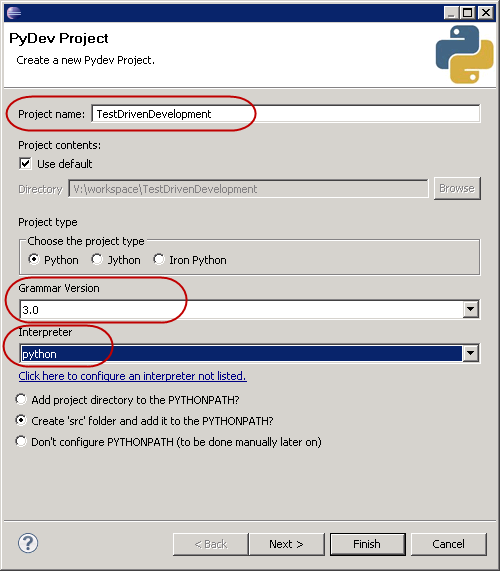 PyDev Project
Create a new Pydev Project.
Project name: TestDrivenDevelopment
Project contents:
Use default
Directory V:\workspace\TestDrivenDevelopment Browse
Project type
Choose the project type
Python Jython Iron Python
Grammar Version
3.0
Interpreter
python
Click here to configure an interpreter not listed.
Add project directory to the PYTHONPATH?
Create 'src' folder and add it to the PYTHONPATH?
Don't configure PYTHONPATH (to be done manually later on)
? < Back Next > Finish Cancel